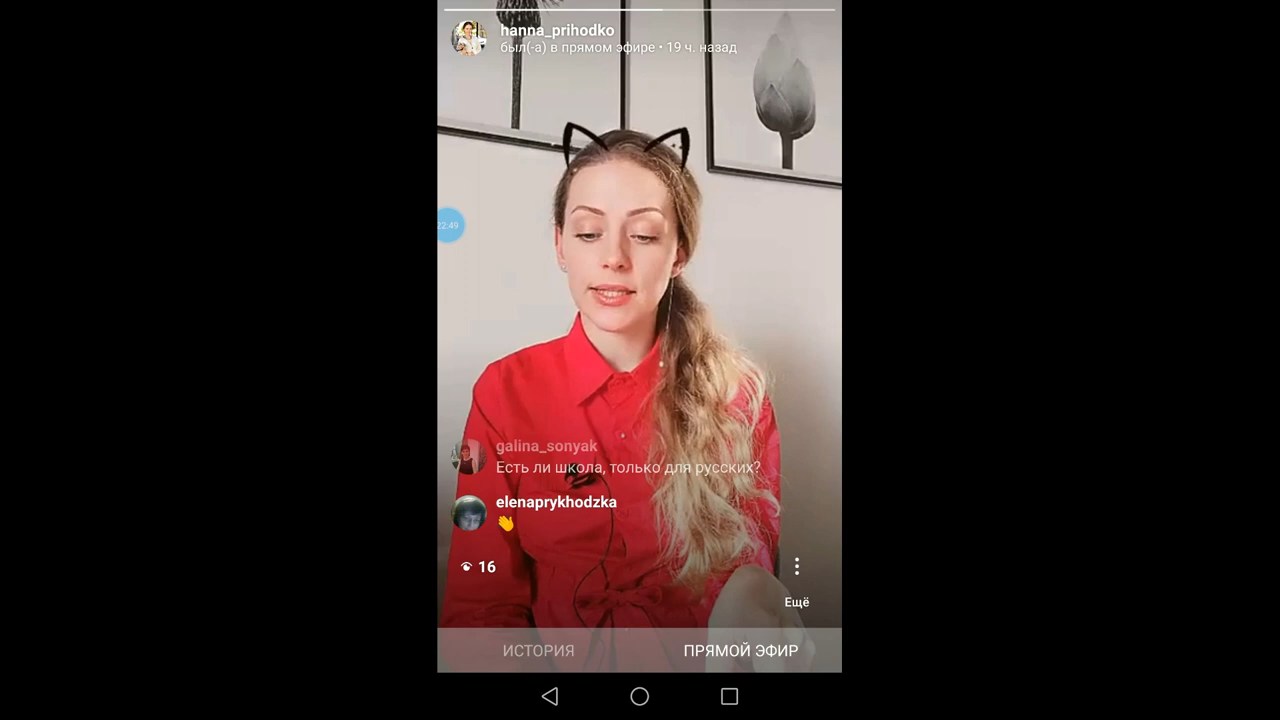 hanna_prihodko
был(-а) в прямом эфире • 19 ч. назад
22:49
galina_sonyak
Есть ли школа, только для русских?
elenaprykhodzka
👏
16
Ещё
ИСТОРИЯ
ПРЯМОЙ ЭФИР